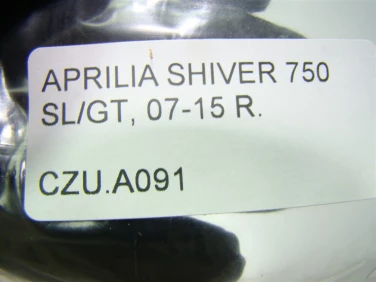 APRILIA SHIVER 750
SL/GT, 07-15 R.
CZU.A091